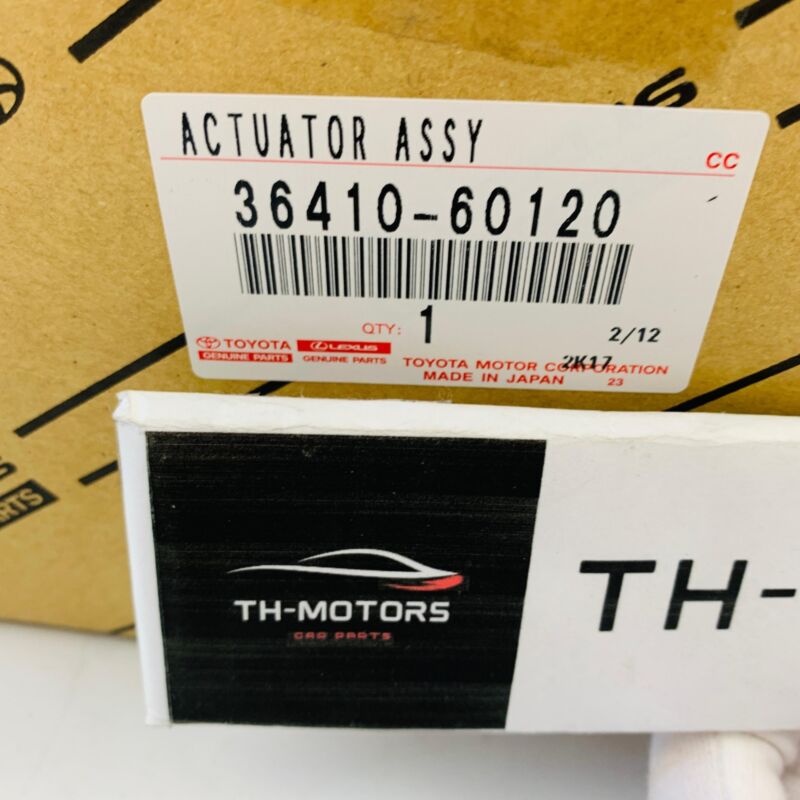 ACTUATOR ASSY
CC
36410-60120
QTY: 1
2/12
TOYOTA
GENUINE PARTS
LEXUS
GENUINE PARTS
2K17
TOYOTA MOTOR CORPORATION
MADE IN JAPAN 23
TH-MOTORS
CAR PARTS
TH-